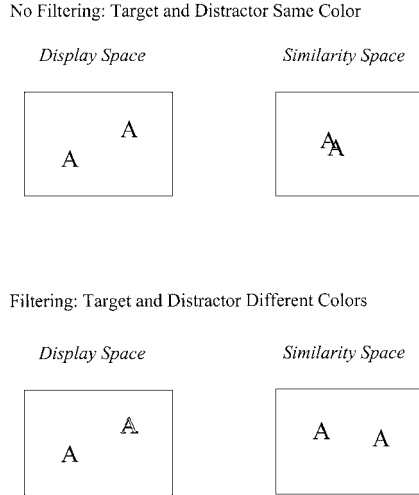 No Filtering: Target and Distractor Same Color
Display Space Similarity Space
A A
A A
Filtering: Target and Distractor Different Colors
Display Space Similarity Space
A A
A A